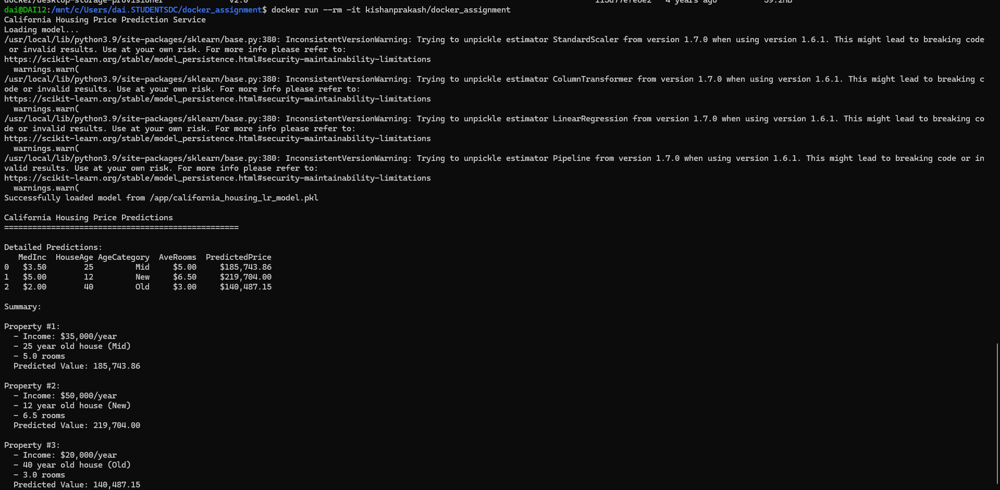 docker/desktop-storage-provisioner v2.0 4 years ago
dai@DAI12:/mnt/c/Users/dai.STUDENTSDC/docker_assignment$ docker run --rm -it kishanprakash/docker_assignment
California Housing Price Prediction Service
Loading model...
/usr/local/lib/python3.9/site-packages/sklearn/base.py:380: InconsistentVersionWarning: Trying to unpickle estimator StandardScaler from version 1.7.0 when using version 1.6.1. This might lead to breaking code
 or invalid results. Use at your own risk. For more info please refer to:
https://scikit-learn.org/stable/model_persistence.html#security-maintainability-limitations
  warnings.warn(
/usr/local/lib/python3.9/site-packages/sklearn/base.py:380: InconsistentVersionWarning: Trying to unpickle estimator ColumnTransformer from version 1.7.0 when using version 1.6.1. This might lead to breaking c
ode or invalid results. Use at your own risk. For more info please refer to:
https://scikit-learn.org/stable/model_persistence.html#security-maintainability-limitations
  warnings.warn(
/usr/local/lib/python3.9/site-packages/sklearn/base.py:380: InconsistentVersionWarning: Trying to unpickle estimator LinearRegression from version 1.7.0 when using version 1.6.1. This might lead to breaking co
de or invalid results. Use at your own risk. For more info please refer to:
https://scikit-learn.org/stable/model_persistence.html#security-maintainability-limitations
  warnings.warn(
/usr/local/lib/python3.9/site-packages/sklearn/base.py:380: InconsistentVersionWarning: Trying to unpickle estimator Pipeline from version 1.7.0 when using version 1.6.1. This might lead to breaking code or in
valid results. Use at your own risk. For more info please refer to:
https://scikit-learn.org/stable/model_persistence.html#security-maintainability-limitations
  warnings.warn(
Successfully loaded model from /app/california_housing_lr_model.pkl

California Housing Price Predictions
==================================================

Detailed Predictions:
   MedInc  HouseAge AgeCategory  AveRooms  PredictedPrice
0   $3.50        25         Mid     $5.00     $185,743.86
1   $5.00        12         New     $6.50     $219,704.00
2   $2.00        40         Old     $3.00     $140,487.15

Summary:

Property #1:
  - Income: $35,000/year
  - 25 year old house (Mid)
  - 5.0 rooms
  Predicted Value: 185,743.86

Property #2:
  - Income: $50,000/year
  - 12 year old house (New)
  - 6.5 rooms
  Predicted Value: 219,704.00

Property #3:
  - Income: $20,000/year
  - 40 year old house (Old)
  - 3.0 rooms
  Predicted Value: 140,487.15